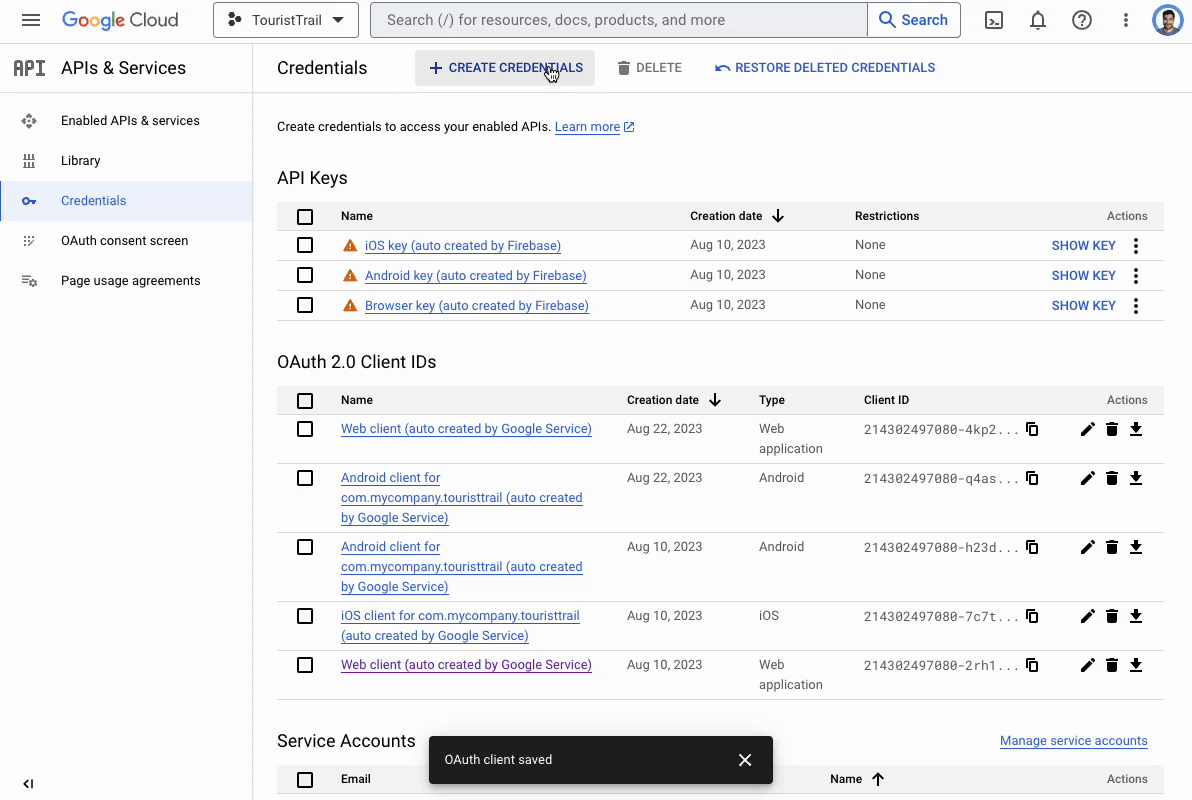 Google Cloud
TouristTrail
Search (/) for resources, docs, products, and more
Search
API
APIs & Services
Credentials
CREATE CREDENTIALS
DELETE
RESTORE DELETED CREDENTIALS
Enabled APIs & services
Library
Credentials
OAuth consent screen
Page usage agreements
Create credentials to access your enabled APIs. Learn more
API Keys
Name Creation date Restrictions Actions
iOS key (auto created by Firebase) Aug 10, 2023 None SHOW KEY
Android key (auto created by Firebase) Aug 10, 2023 None SHOW KEY
Browser key (auto created by Firebase) Aug 10, 2023 None SHOW KEY
OAuth 2.0 Client IDs
Name Creation date Type Client ID Actions
Web client (auto created by Google Service) Aug 22, 2023 Web 214302497080-4kp2...
application
Android client for Aug 22, 2023 Android 214302497080-q4as...
com.mycompany.touristtrail (auto created
by Google Service)
Android client for Aug 10, 2023 Android 214302497080-h23d...
com.mycompany.touristtrail (auto created
by Google Service)
iOS client for com.mycompany.touristtrail Aug 10, 2023 iOS 214302497080-7c7t...
(auto created by Google Service)
Web client (auto created by Google Service) Aug 10, 2023 Web 214302497080-2rh1...
application
Service Accounts
Manage service accounts
OAuth client saved
Email Name Actions